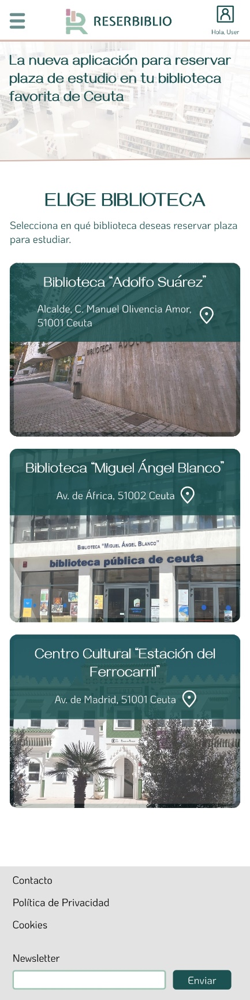 RESERBIBLIO
Hola, User
La nueva aplicación para reservar
plaza de estudio en tu biblioteca
favorita de Ceuta
ELIGE BIBLIOTECA
Selecciona en qué biblioteca deseas reservar plaza
para estudiar.
Biblioteca “Adolfo Suárez”
Alcalde, C. Manuel Olivencia Amor,
51001 Ceuta
BIBLIOTECA ADOLFO SUÁREZ
Biblioteca “Miguel Ángel Blanco”
Av. de África, 51002 Ceuta
BIBLIOTECA “MIGUEL ÁNGEL BLANCO”
biblioteca pública de ceuta
Centro Cultural “Estación del
Ferrocarril”
Av. de Madrid, 51001 Ceuta
Contacto
Política de Privacidad
Cookies
Newsletter
Enviar